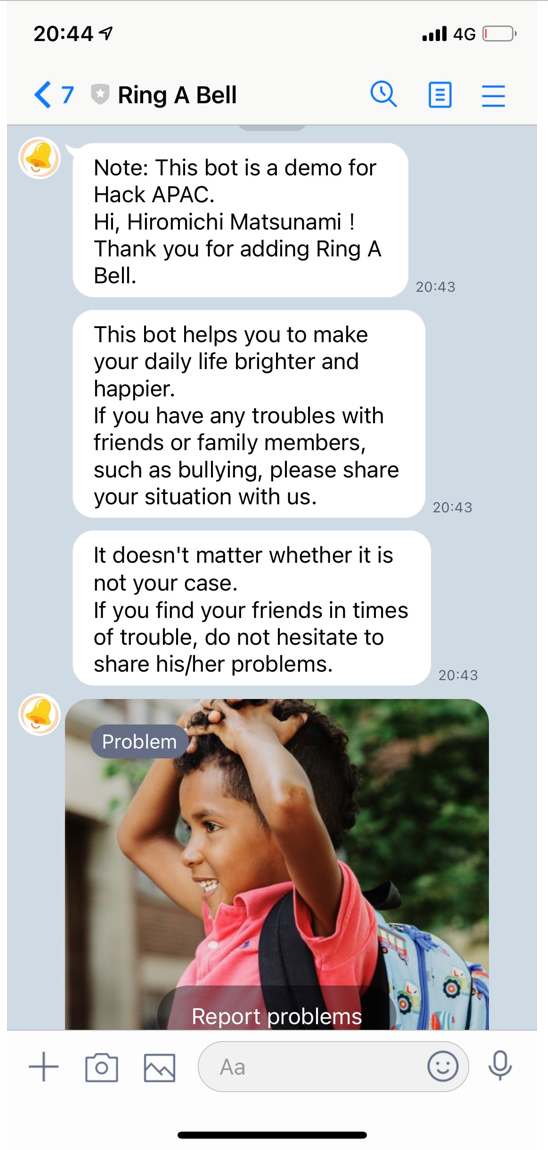 20:44
4G
7 Ring A Bell
Note: This bot is a demo for
Hack APAC.
Hi, Hiromichi Matsunami !
Thank you for adding Ring A
Bell.
20:43
This bot helps you to make
your daily life brighter and
happier.
If you have any troubles with
friends or family members,
such as bullying, please share
your situation with us.
20:43
It doesn't matter whether it is
not your case.
If you find your friends in times
of trouble, do not hesitate to
share his/her problems.
20:43
Problem
Report problems
Aa